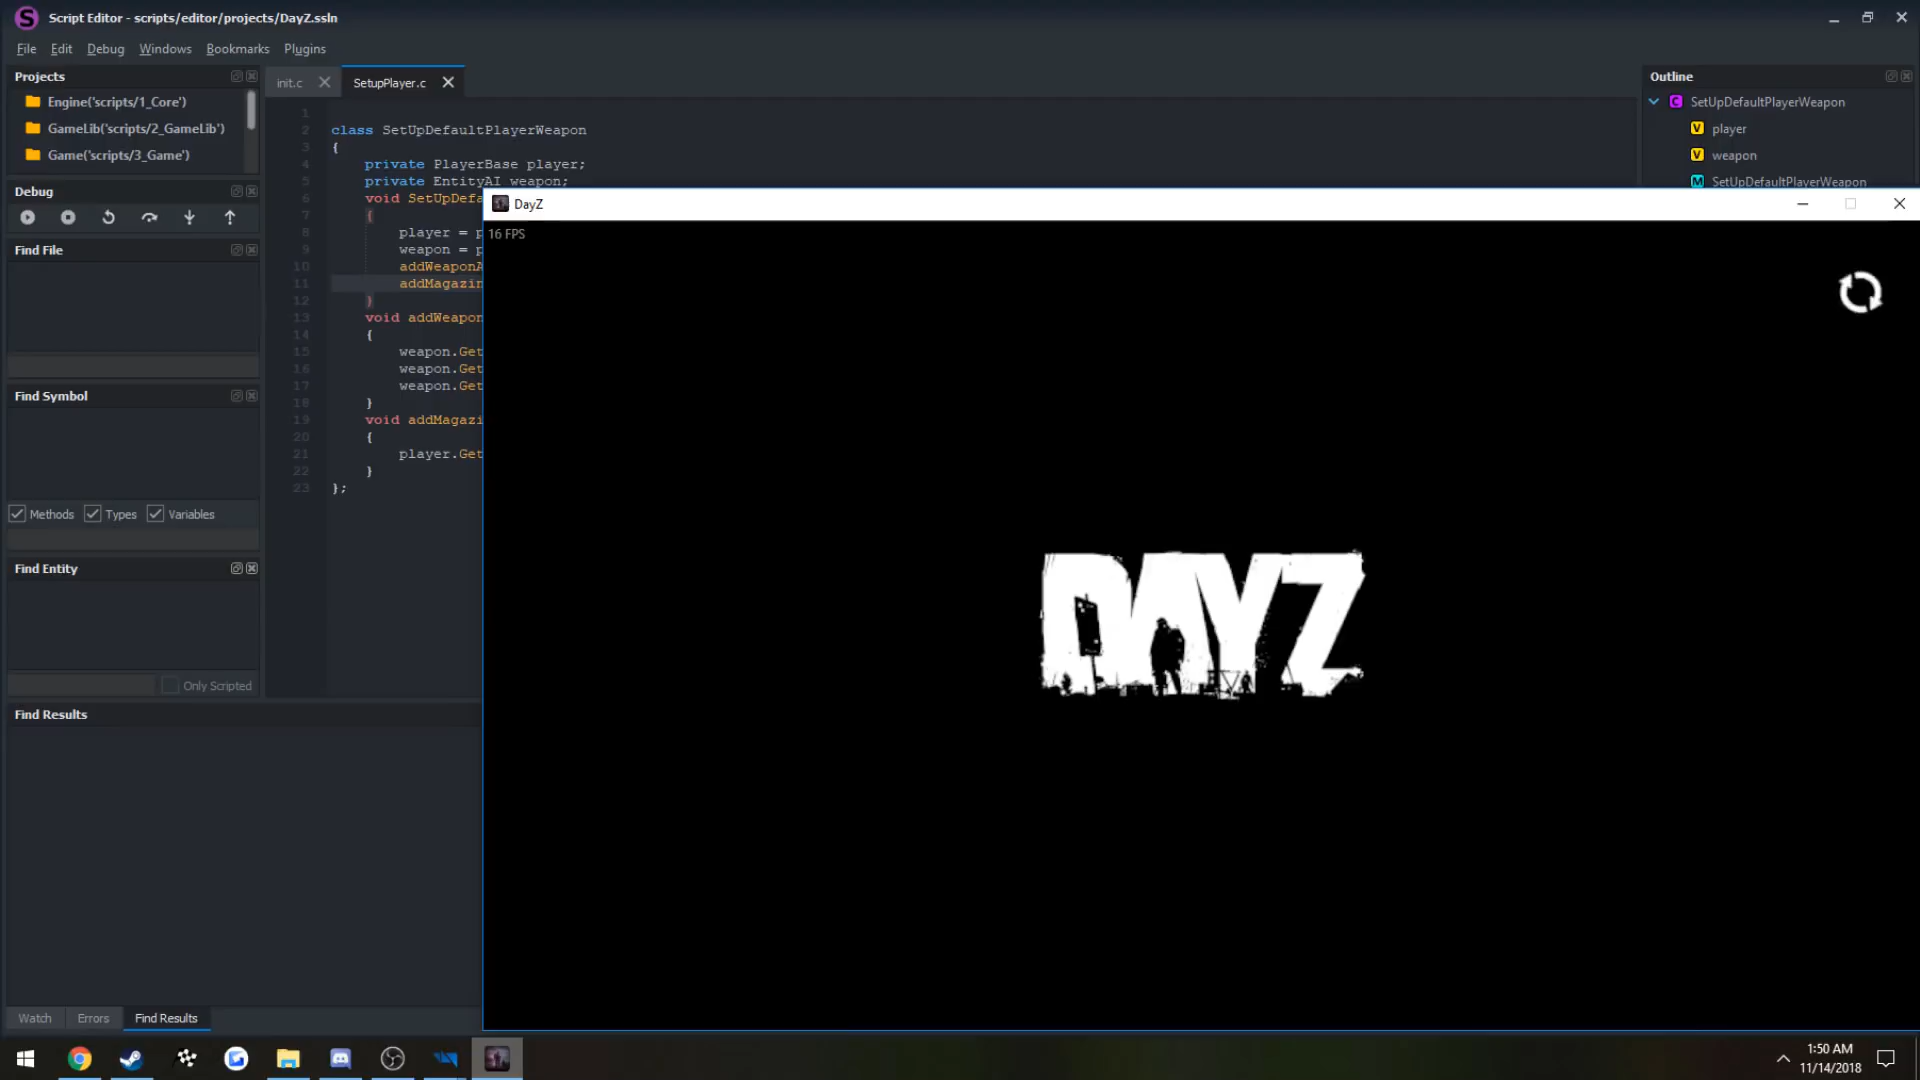 Script Editor - scripts/editor/projects/DayZ.ssln
File Edit Debug Windows Bookmarks Plugins
Projects
Engine('scripts/1_Core')
GameLib('scripts/2_GameLib')
Game('scripts/3_Game')
Debug
Find File
Find Symbol
Methods Types Variables
Find Entity
Only Scripted
Find Results
Watch Errors Find Results
init.c SetupPlayer.c
1
2 class SetUpDefaultPlayerWeapon
3 {
4 private PlayerBase player;
5 private EntityAI weapon;
6 void SetUpDefa
7 {
8 player = p
9 weapon = p
10 addWeaponA
11 addMagazin
12 }
13 void addWeapon
14 {
15 weapon.Get
16 weapon.Get
17 weapon.Get
18 }
19 void addMagazi
20 {
21 player.Get
22 }
23 };
Outline
SetUpDefaultPlayerWeapon
player
weapon
SetUpDefaultPlayerWeapon
DayZ
16 FPS
DAYZ
1:50 AM
11/14/2018